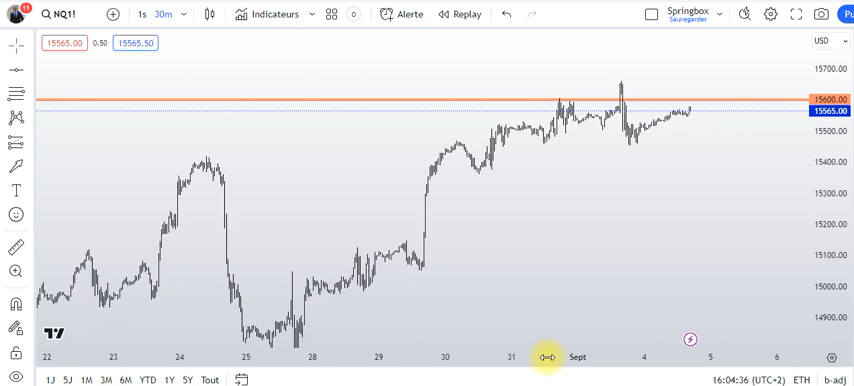 11
NQ1!
1s
30m
Indicateurs
0
Alerte
Replay
Springbox
Sauvegarder
Pu
15565.00
0.50
15565.50
USD
15700.00
15600.00
15565.00
15500.00
15400.00
15300.00
15200.00
15100.00
15000.00
14900.00
22 23 24 25 28 29 30 31 Sept 4 5 6
1J 5J 1M 3M 6M YTD 1Y 5Y Tout
16:04:36 (UTC+2) ETH b-adj